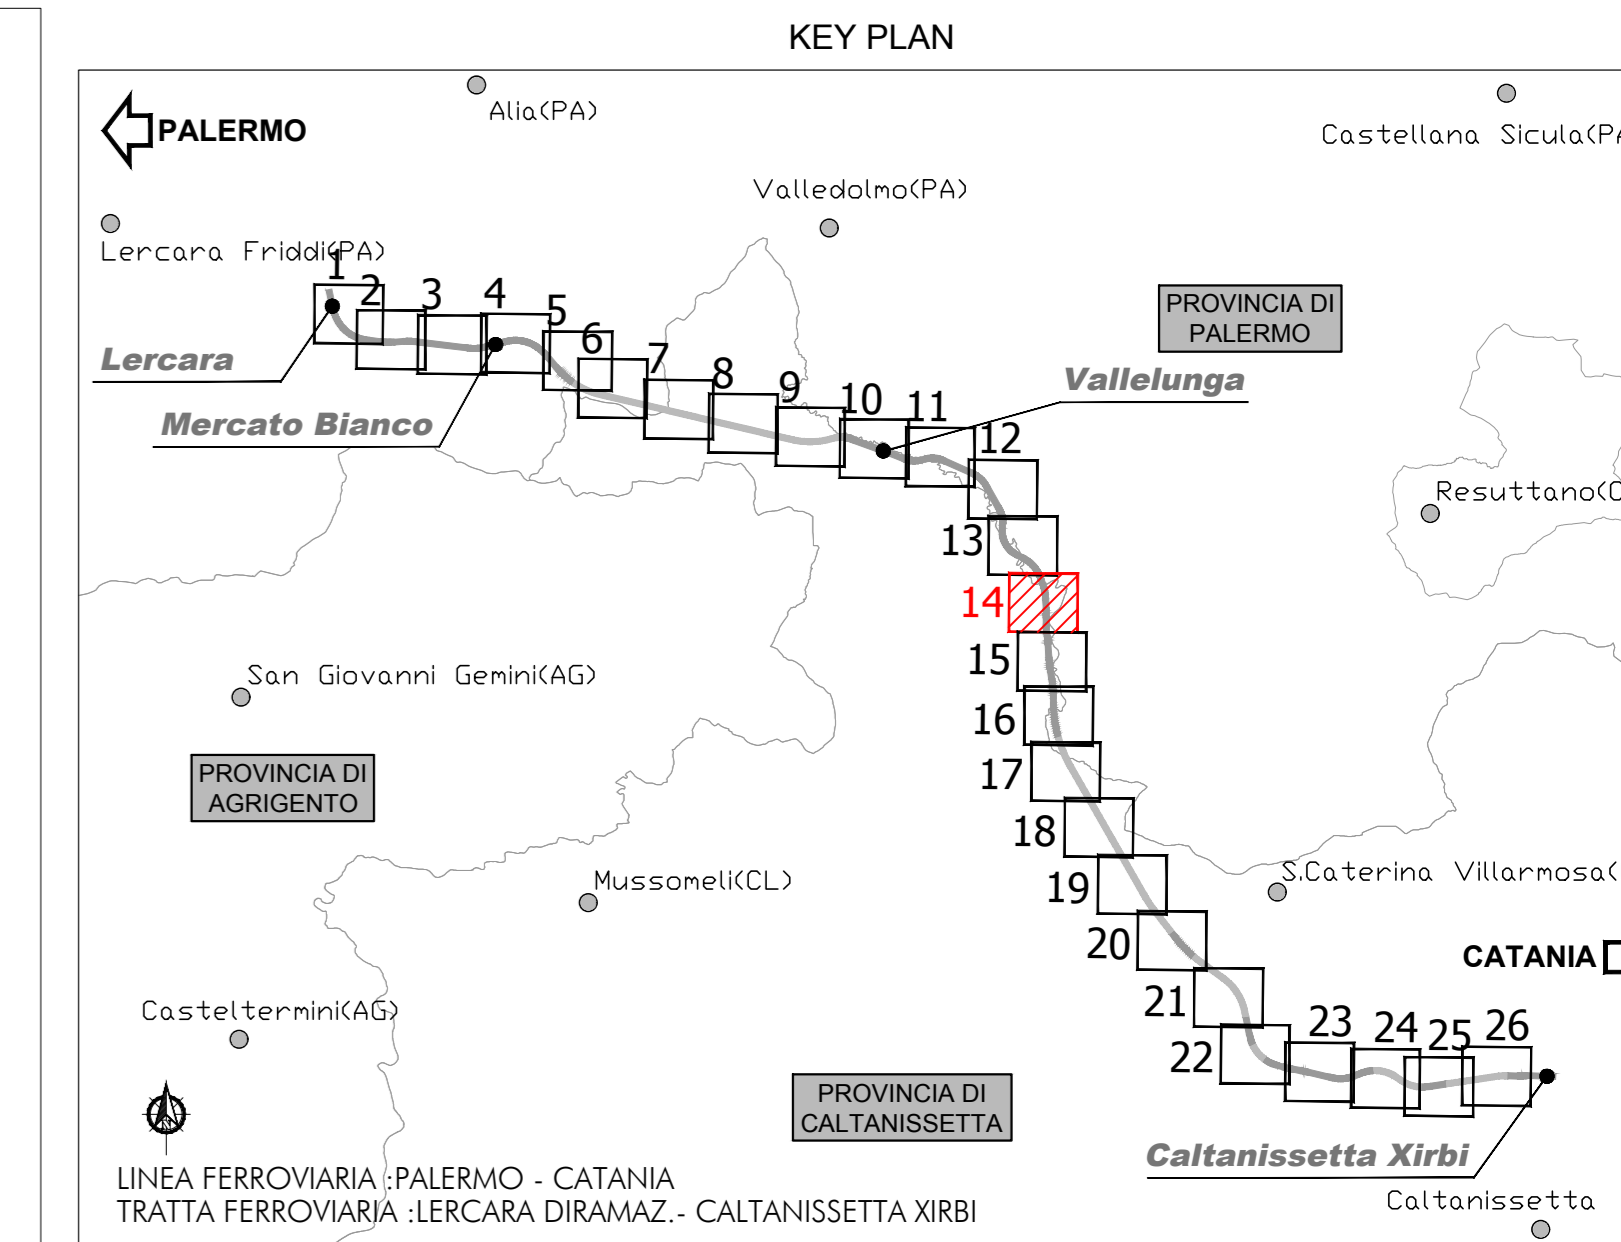 KEY PLAN
Alia(PA)
PALERMO
Castellana Sicula(PA
Valledolmo(PA)
Lercara Friddi(PA)
1
2
3
4
5
6
7
8
9
10
11
12
PROVINCIA DI
PALERMO
Lercara
Vallelunga
Mercato Bianco
Resuttano(C
13
14
15
16
17
18
19
20
21
22
23
24
25
26
San Giovanni Gemini(AG)
PROVINCIA DI
AGRIGENTO
Mussomeli(CL)
S.Caterina Villarmosa(
CATANIA
Casteltermini(AG)
PROVINCIA DI
CALTANISSETTA
Caltanissetta Xirbi
Caltanissetta
LINEA FERROVIARIA :PALERMO - CATANIA
TRATTA FERROVIARIA :LERCARA DIRAMAZ.- CALTANISSETTA XIRBI